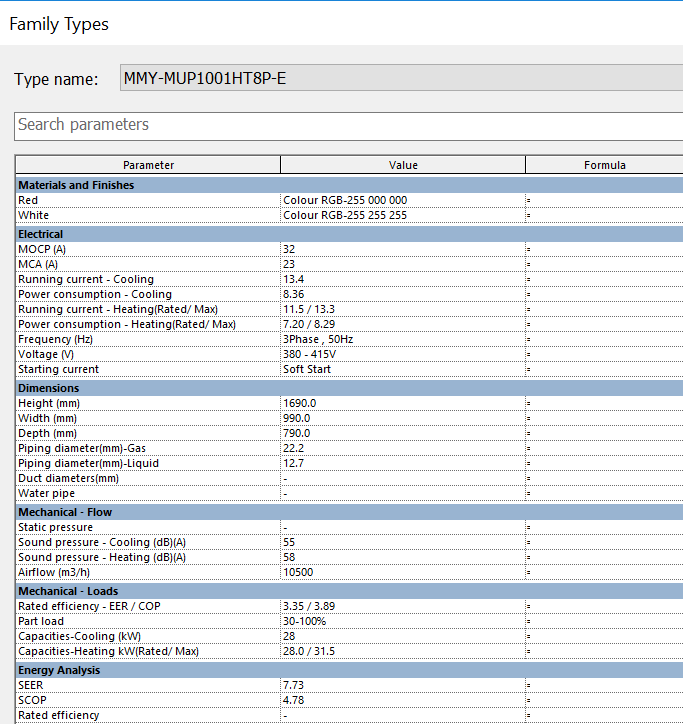 Family Types
Type name: MMY-MUP1001HT8P-E
Search parameters
Parameter Value Formula
Materials and Finishes
Red Colour RGB-255 000 000 =
White Colour RGB-255 255 255 =
Electrical
MOCP (A) 32 =
MCA (A) 23 =
Running current - Cooling 13.4 =
Power consumption - Cooling 8.36 =
Running current - Heating(Rated/ Max) 11.5 / 13.3 =
Power consumption - Heating(Rated/ Max) 7.20 / 8.29 =
Frequency (Hz) 3Phase , 50Hz =
Voltage (V) 380 - 415V =
Starting current Soft Start =
Dimensions
Height (mm) 1690.0 =
Width (mm) 990.0 =
Depth (mm) 790.0 =
Piping diameter(mm)-Gas 22.2 =
Piping diameter(mm)-Liquid 12.7 =
Duct diameters(mm) - =
Water pipe - =
Mechanical - Flow
Static pressure - =
Sound pressure - Cooling (dB)(A) 55 =
Sound pressure - Heating (dB)(A) 58 =
Airflow (m3/h) 10500 =
Mechanical - Loads
Rated efficiency - EER / COP 3.35 / 3.89 =
Part load 30-100% =
Capacities-Cooling (kW) 28 =
Capacities-Heating kW(Rated/ Max) 28.0 / 31.5 =
Energy Analysis
SEER 7.73 =
SCOP 4.78 =
Rated efficiency - =